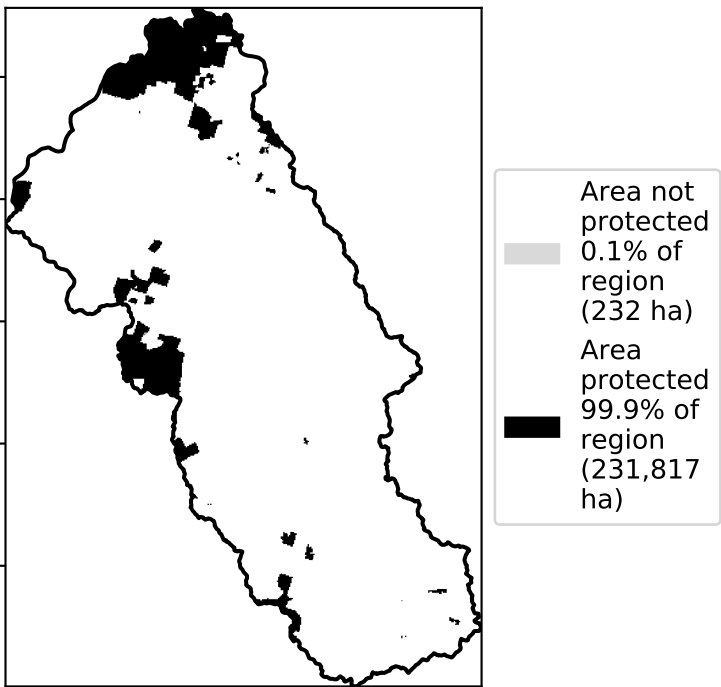 Area not
protected
0.1% of
region
(232 ha)
Area
protected
99.9% of
region
(231,817
ha)